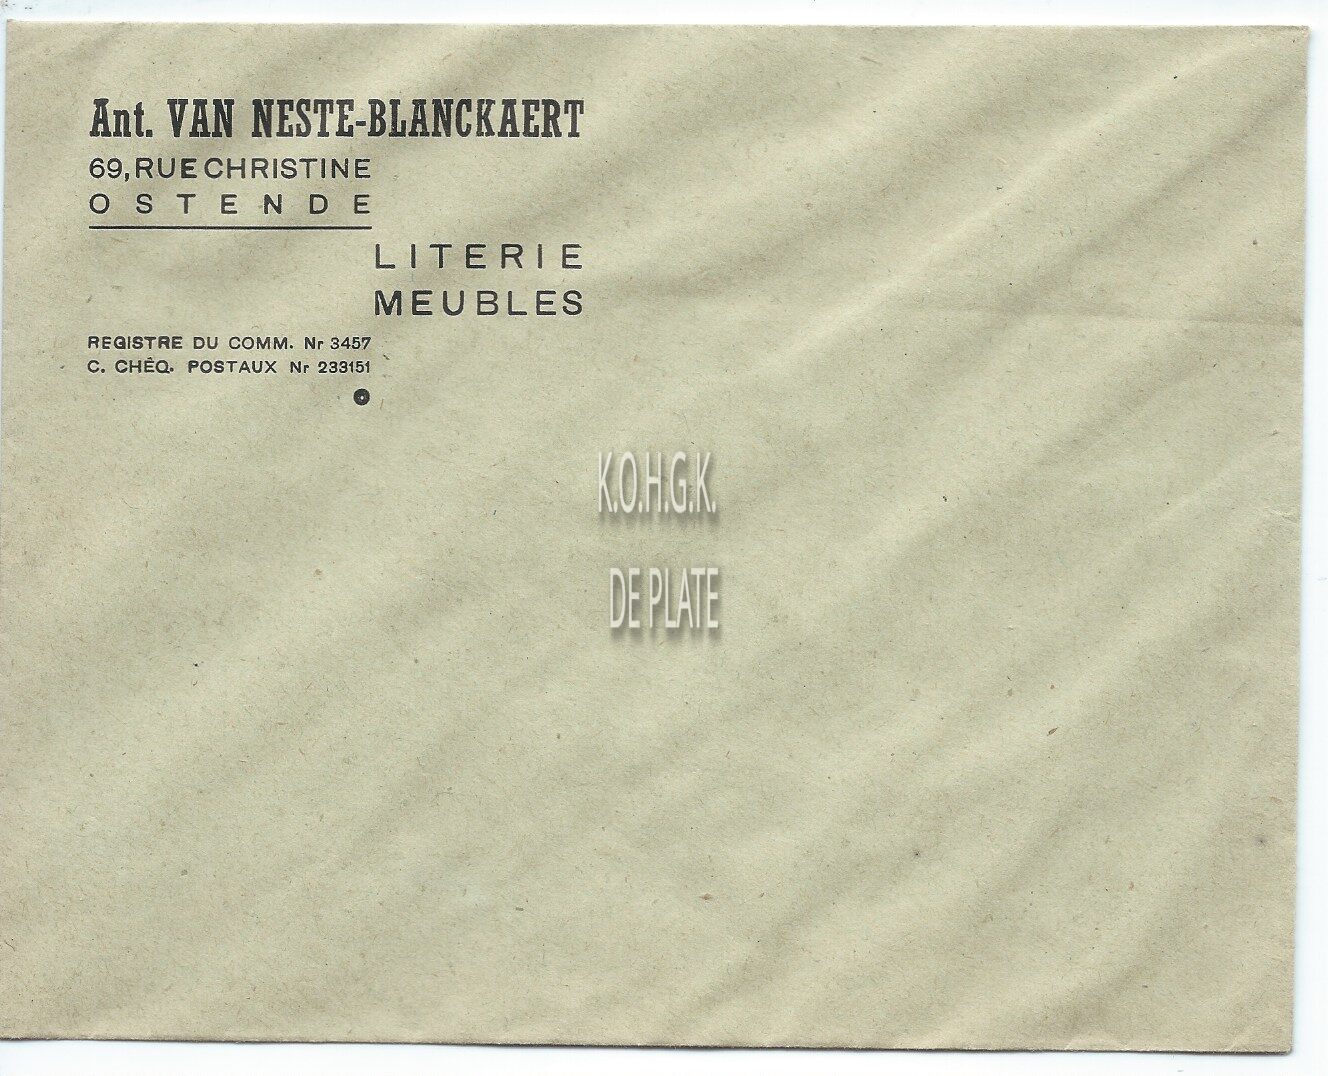 Ant. VAN NESTE-BLANCKAERT
69, RUE CHRISTINE
OSTENDE
LITERIE
MEUBLES
REGISTRE DU COMM. Nr 3457
C. CHÊQ. POSTAUX Nr 233151
K.O.H.G.K.
DE PLATE